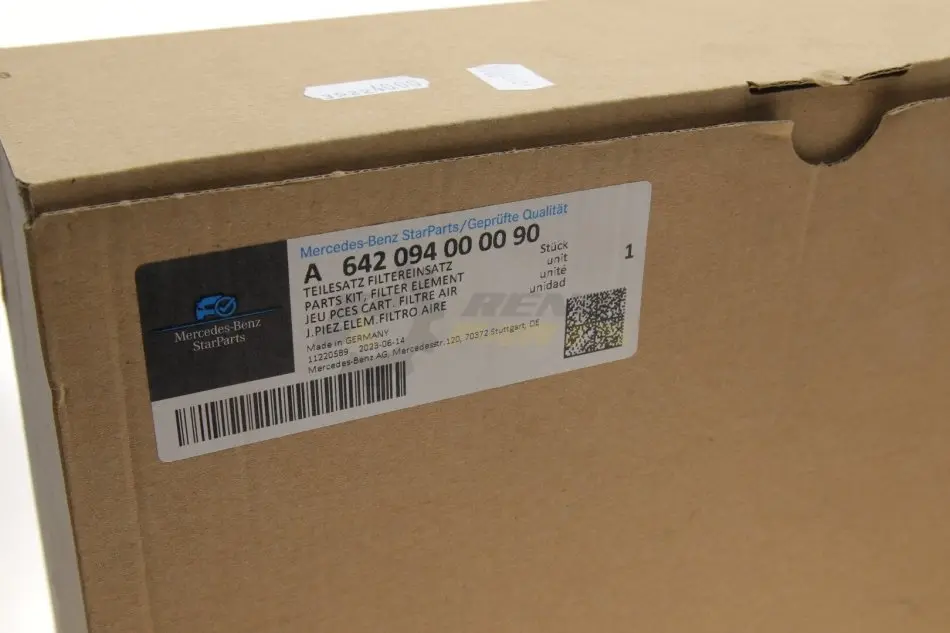 35224000
Mercedes-Benz StarParts/Geprüfte Qualität
A 642 094 00 00 90
TEILESATZ FILTEREINSATZ
PARTS KIT, FILTER ELEMENT
JEU PCES CART. FILTRE AIR
J.PIEZ.ELEM.FILTRO AIRE
Stück
unit
unité
unidad
1
Made in GERMANY
11220589 2023-06-14
Mercedes-Benz AG, Mercedesstr.120, 70372 Stuttgart, DE
Mercedes-Benz
StarParts
REN